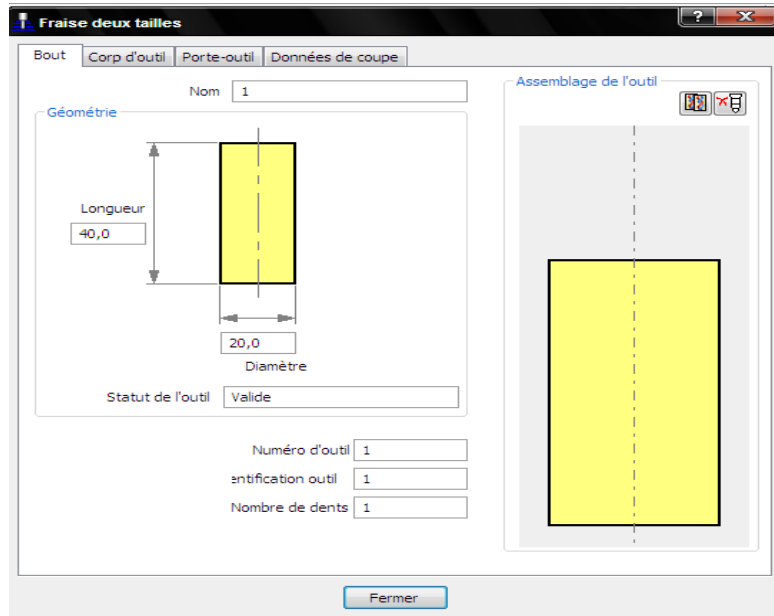 Fraise deux tailles
Bout Corp d'outil Porte-outil Données de coupe
Nom 1
Géométrie
Longueur
40,0
20,0
Diamètre
Statut de l'outil Valide
Numéro d'outil 1
entification outil 1
Nombre de dents 1
Assemblage de l'outil
Fermer